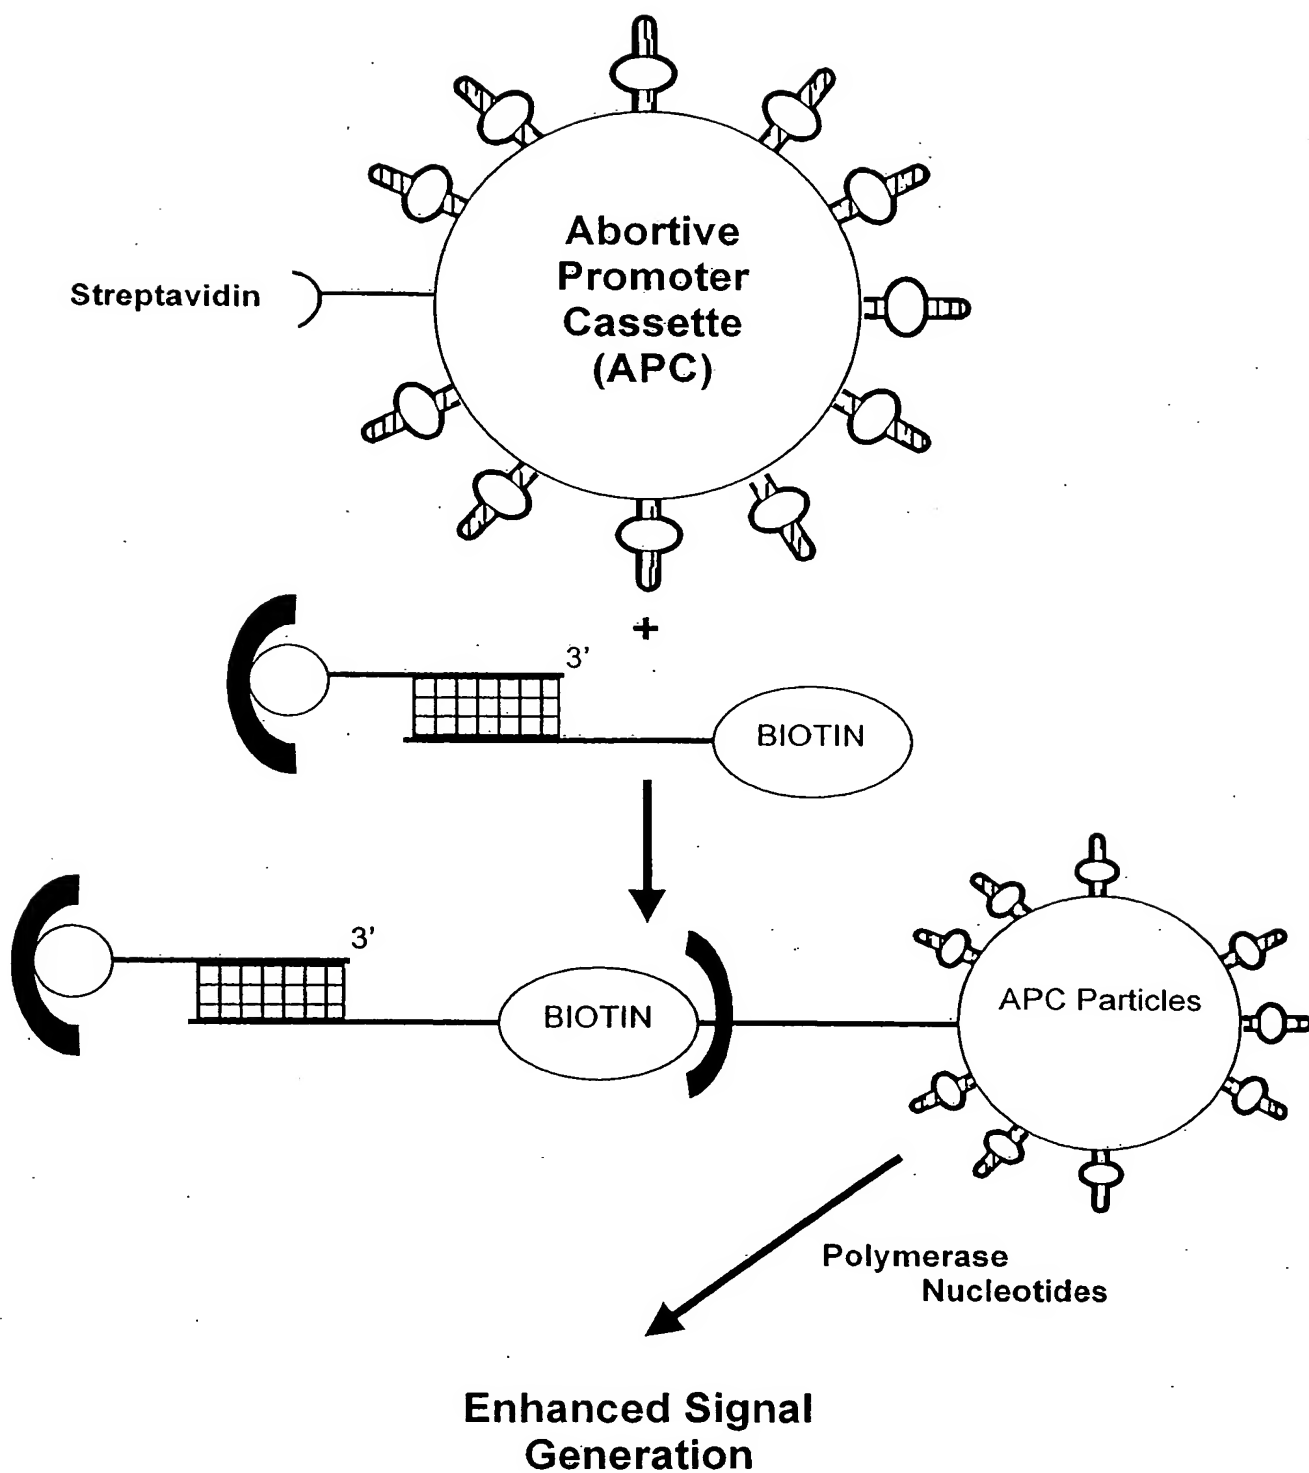 Abortive
Promoter
Cassette
(APC)
Streptavidin
+
3'
BIOTIN
3'
BIOTIN
APC Particles
Polymerase
Nucleotides
Enhanced Signal
Generation